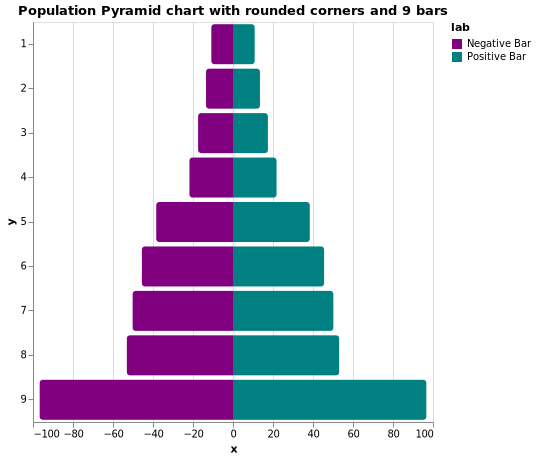 Population Pyramid chart with rounded corners and 9 bars
lab
Negative Bar
Positive Bar
y
1
2
3
4
5
6
7
8
9
−100 −80 −60 −40 −20 0 20 40 60 80 100
x